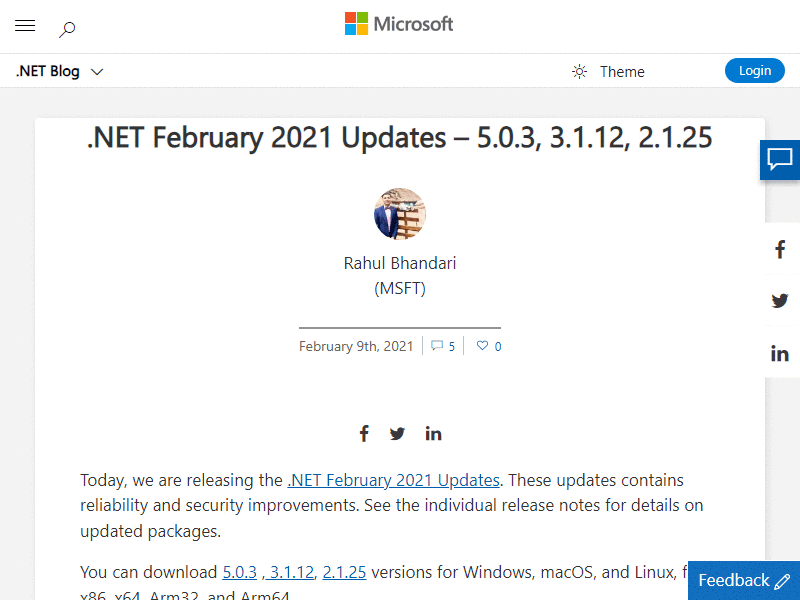 Microsoft
.NET Blog
Theme
Login
.NET February 2021 Updates – 5.0.3, 3.1.12, 2.1.25
Rahul Bhandari
(MSFT)
February 9th, 2021
5
0
Today, we are releasing the .NET February 2021 Updates. These updates contains
reliability and security improvements. See the individual release notes for details on
updated packages.
You can download 5.0.3 , 3.1.12, 2.1.25 versions for Windows, macOS, and Linux,
x86, x64, Arm32, and Arm64.
Feedback